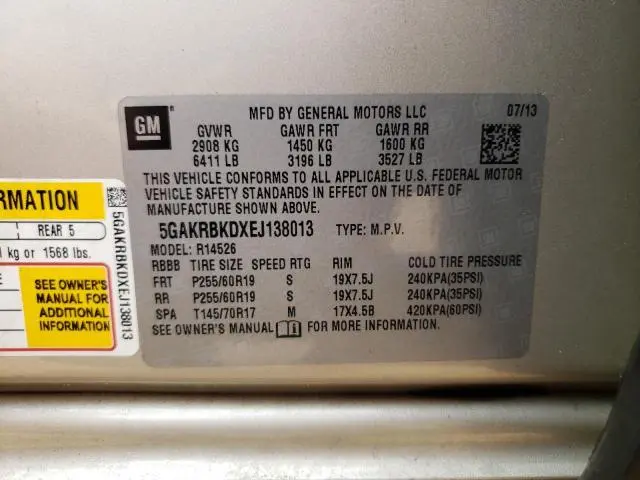 GM
MFD BY GENERAL MOTORS LLC 07/13
GVWR GAWR FRT GAWR RR
2908 KG 1450 KG 1600 KG
6411 LB 3196 LB 3527 LB
THIS VEHICLE CONFORMS TO ALL APPLICABLE U.S. FEDERAL MOTOR
VEHICLE SAFETY STANDARDS IN EFFECT ON THE DATE OF
MANUFACTURE SHOWN ABOVE.
5GAKRBKDXEJ138013 TYPE: M.P.V.
MODEL: R14526
RBBB TIRE SIZE SPEED RTG RIM COLD TIRE PRESSURE
FRT P255/60R19 S 19X7.5J 240KPA(35PSI)
RR P255/60R19 S 19X7.5J 240KPA(35PSI)
SPA T145/70R17 M 17X4.5B 420KPA(60PSI)
SEE OWNER'S MANUAL FOR MORE INFORMATION.
RMATION
REAR 5
kg or 1568 lbs.
SEE OWNER'S
MANUAL FOR
ADDITIONAL
INFORMATION
5GAKRBKDXEJ138013